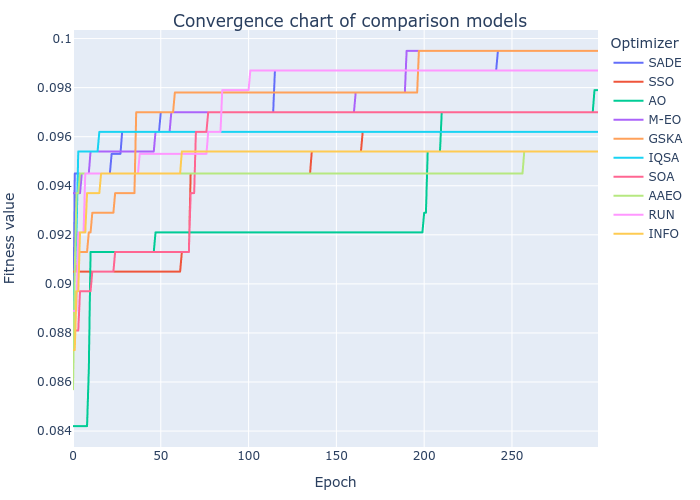 Convergence chart of comparison models
Fitness value
0.1
0.098
0.096
0.094
0.092
0.09
0.088
0.086
0.084
0
50
100
150
200
250
Epoch
Optimizer
SADE
SSO
AO
M-EO
GSKA
IQSA
SOA
AAEO
RUN
INFO